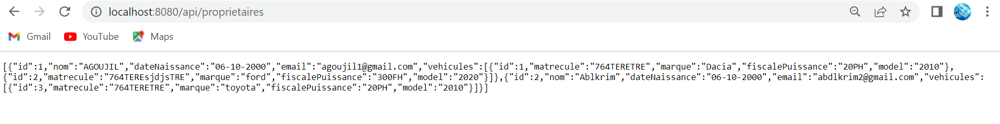 localhost:8080/api/proprietaires
Gmail YouTube Maps
[{"id":1,"nom":"AGOUJIL","dateNaissance":"06-10-2000","email":"agoujil1@gmail.com","vehicules":[{"id":1,"matrecule":"764TERETRE","marque":"Dacia","fiscalePuissance":"20PH","model":"2010"},
{"id":2,"matrecule":"764TEREsjdjsTRE","marque":"ford","fiscalePuissance":"300FH","model":"2020"}]},{"id":2,"nom":"Ablkrim","dateNaissance":"06-10-2000","email":"abdlkrim2@gmail.com","vehicules":
[{"id":3,"matrecule":"764TERETRE","marque":"toyota","fiscalePuissance":"20PH","model":"2010"}]}]